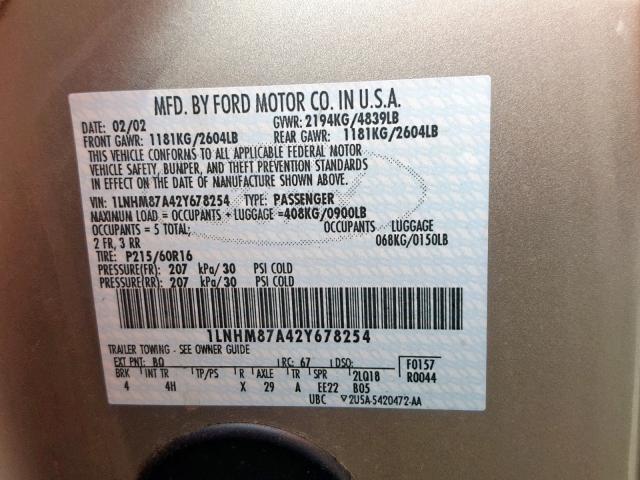 MFD. BY FORD MOTOR CO. IN U.S.A.
DATE: 02/02 GVWR: 2194KG/4839LB
FRONT GAWR: 1181KG/2604LB REAR GAWR: 1181KG/2604LB
THIS VEHICLE CONFORMS TO ALL APPLICABLE FEDERAL MOTOR
VEHICLE SAFETY, BUMPER, AND THEFT PREVENTION STANDARDS
IN EFFECT ON THE DATE OF MANUFACTURE SHOWN ABOVE.
VIN: 1LNHM87A42Y678254 TYPE: PASSENGER
MAXIMUM LOAD = OCCUPANTS + LUGGAGE =408KG/0900LB
OCCUPANTS = 5 TOTAL; OCCUPANTS LUGGAGE
2 FR, 3 RR 068KG/0150LB
TIRE: P215/60R16
PRESSURE(FR): 207 kPa/30 PSI COLD
PRESSURE(RR): 207 kPa/30 PSI COLD
1LNHM87A42Y678254
TRAILER TOWING - SEE OWNER GUIDE
EXT PNT: BQ RC: 67 DSO: F0157
BRK INT TR TP/PS R AXLE TR SPR 2LQ18 R0044
4 4H X 29 A EE22 B05
UBC ▽2USA-5420472-AA